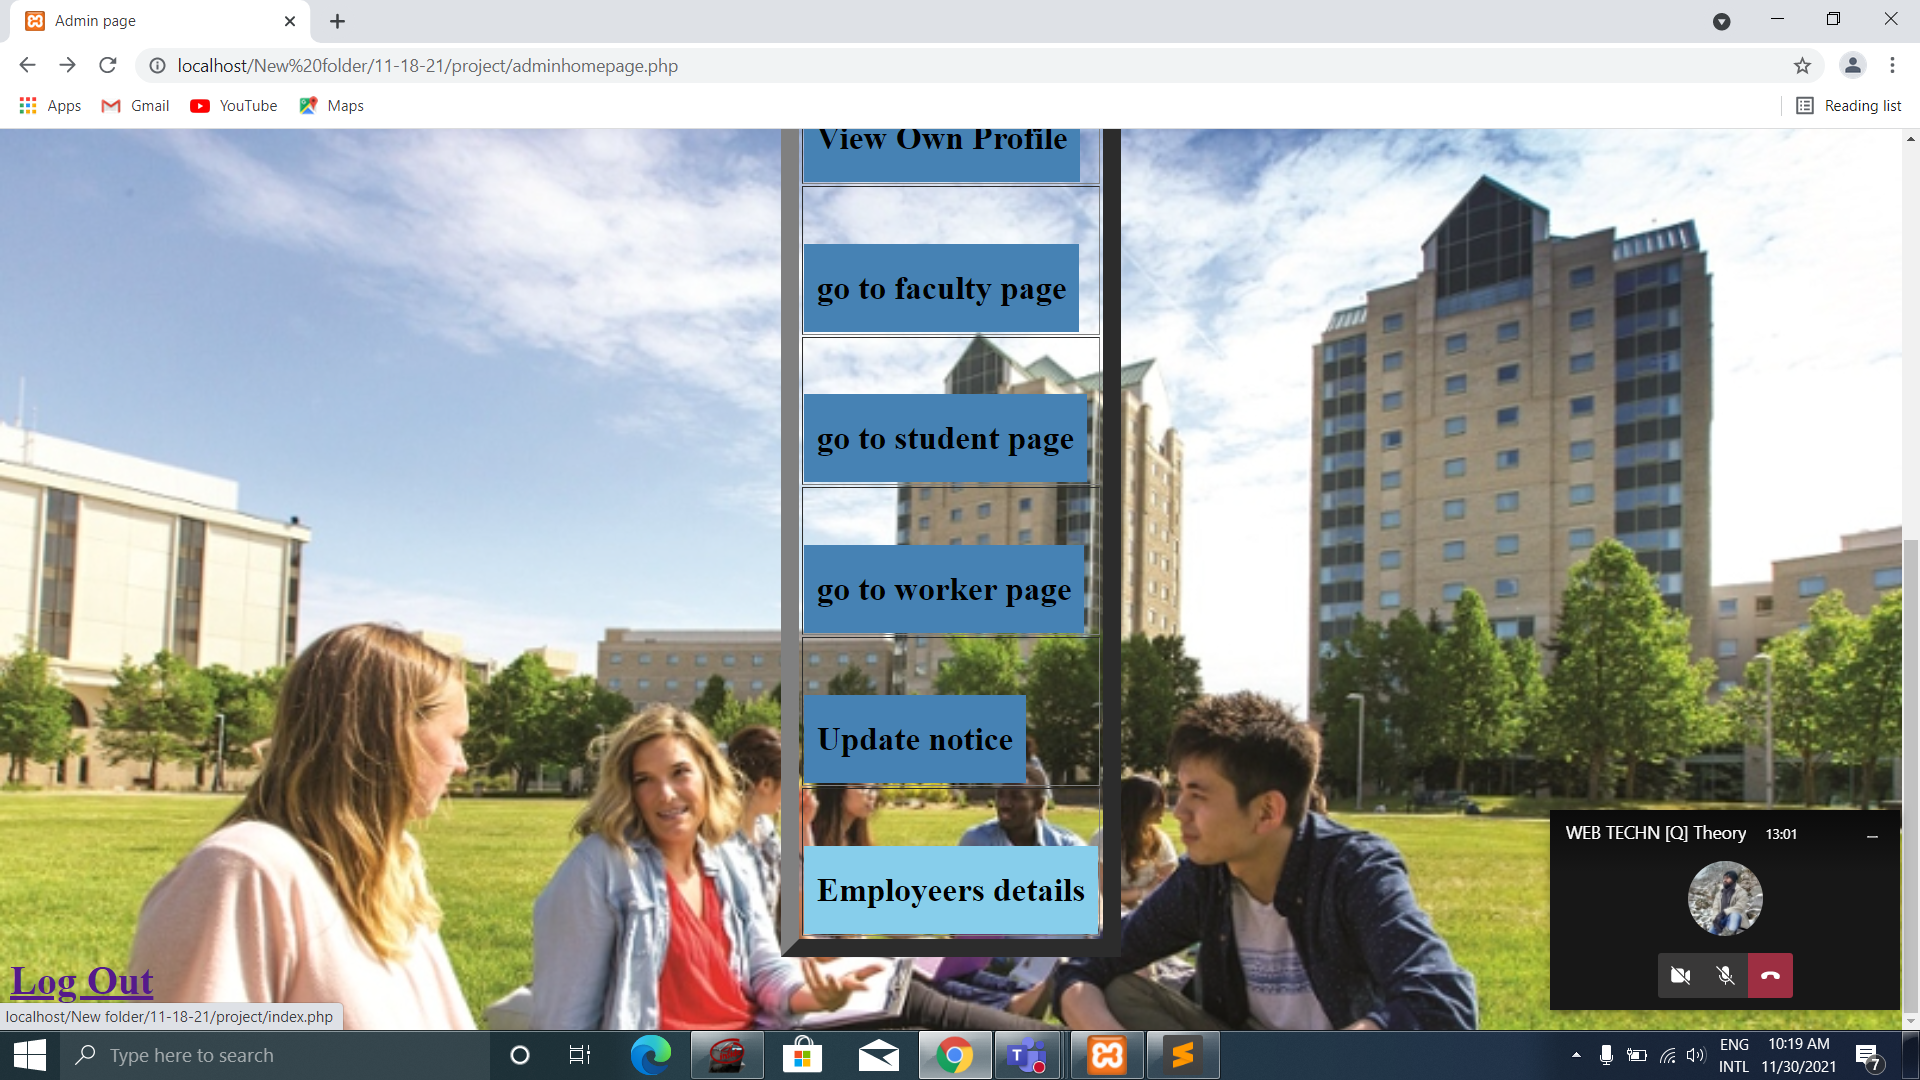 Admin page
localhost/New%20folder/11-18-21/project/adminhomepage.php
Apps
Gmail
YouTube
Maps
Reading list
View Own Profile
go to faculty page
go to student page
go to worker page
Update notice
Employeers details
WEB TECHN [Q] Theory 13:01
Log Out
localhost/New folder/11-18-21/project/index.php
Type here to search
ENG
INTL
10:19 AM
11/30/2021
7